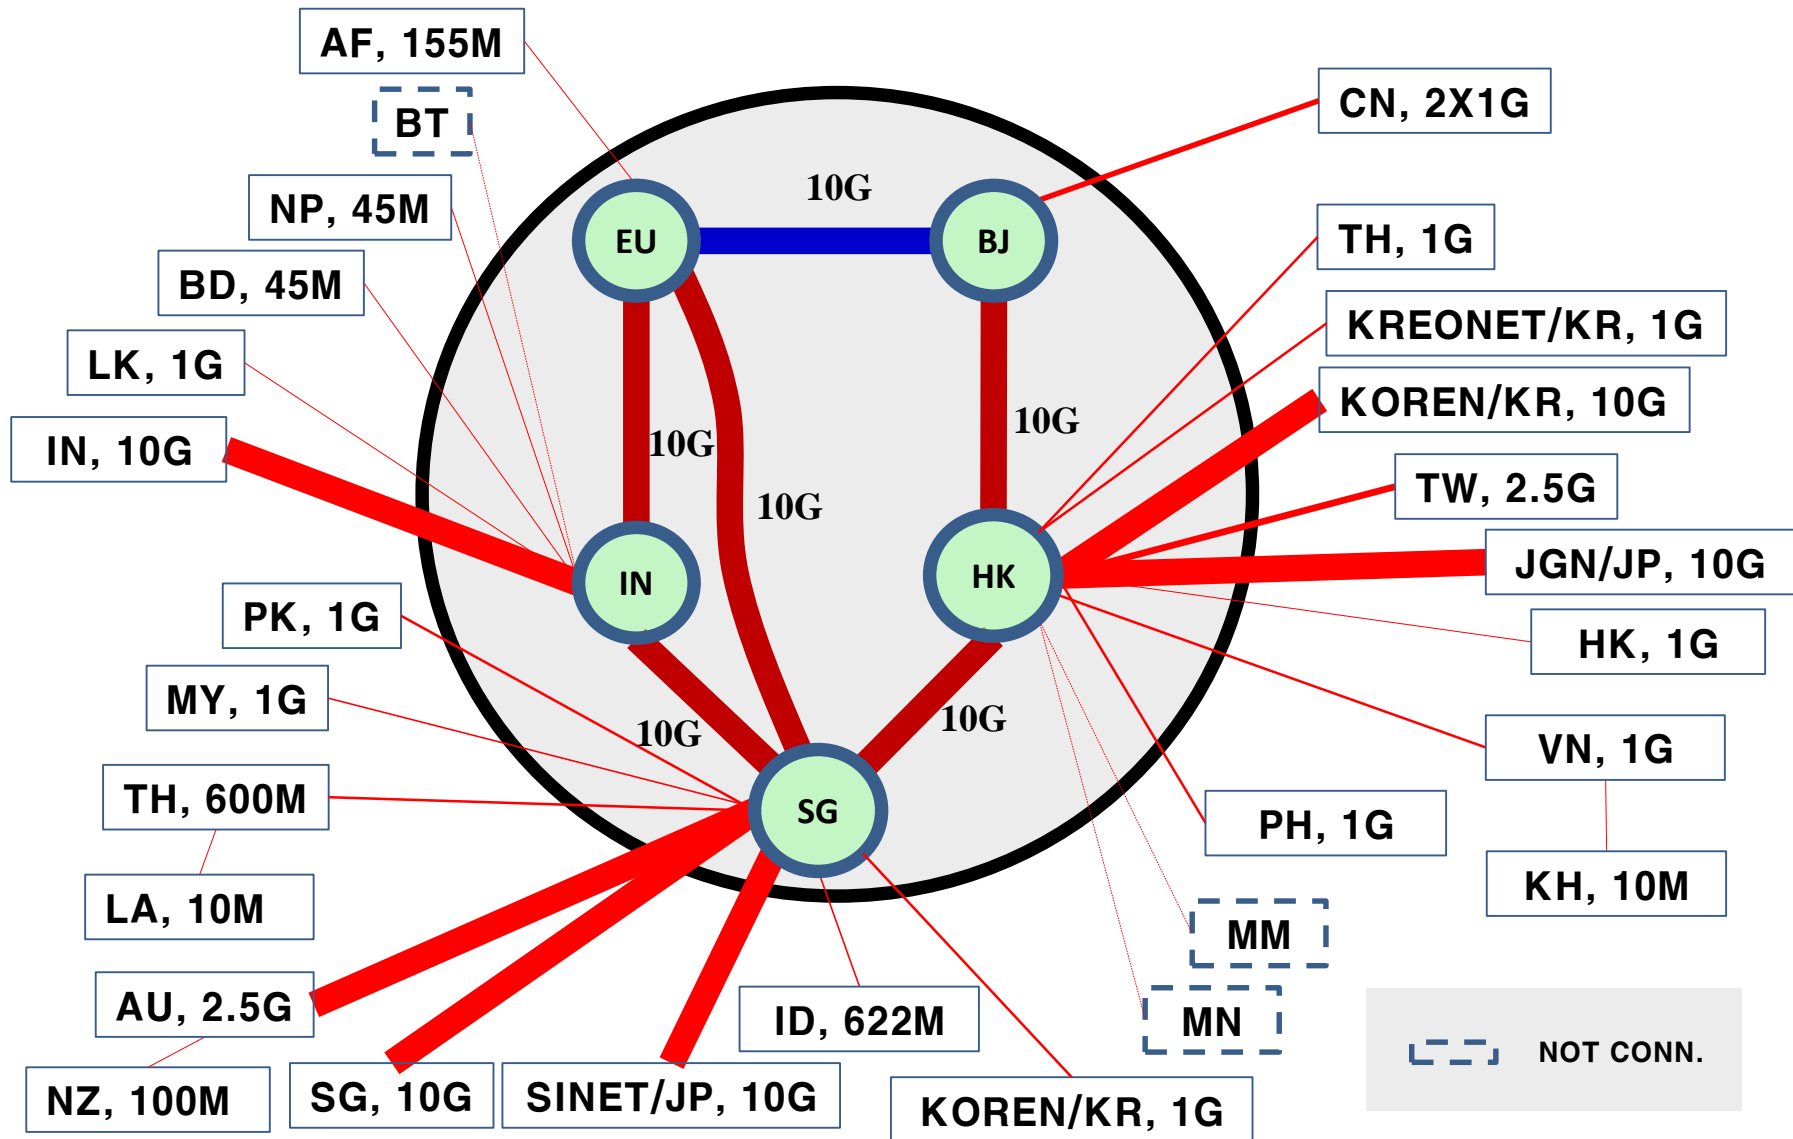 AF, 155M
BT
CN, 2X1G
NP, 45M
10G
EU
BJ
TH, 1G
BD, 45M
KREONET/KR, 1G
LK, 1G
KOREN/KR, 10G
IN, 10G
10G
10G
TW, 2.5G
10G
JGN/JP, 10G
IN
HK
PK, 1G
HK, 1G
MY, 1G
10G
10G
VN, 1G
TH, 600M
SG
PH, 1G
KH, 10M
LA, 10M
MM
AU, 2.5G
ID, 622M
MN
NOT CONN.
NZ, 100M
SG, 10G
SINET/JP, 10G
KOREN/KR, 1G